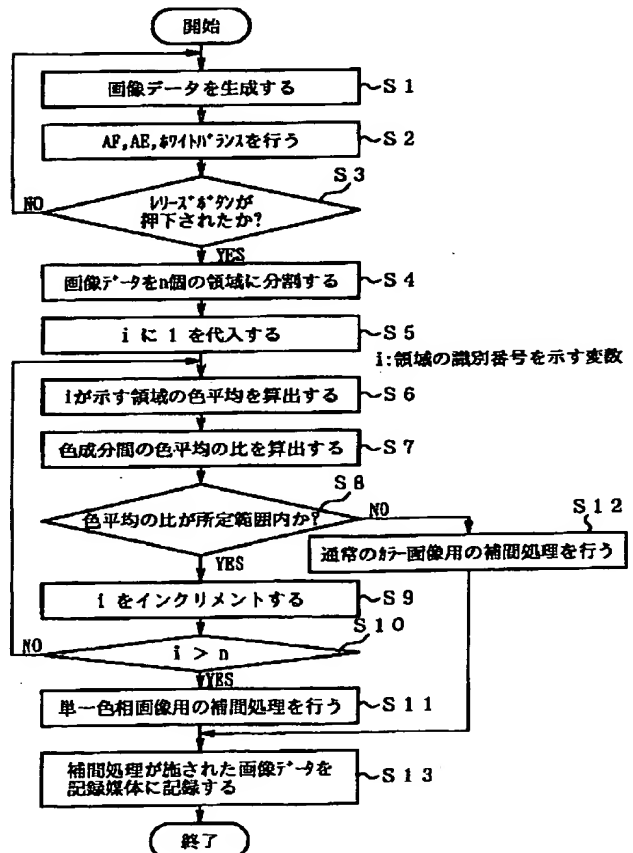 開始
画像データを生成する
~S1
AF,AE,ホワイトバランスを行う
~S2
S3
NO
レリーズボタンが
押下されたか?
YES
画像データをn個の領域に分割する
~S4
i に 1 を代入する
~S5
i:領域の識別番号を示す変数
iが示す領域の色平均を算出する
~S6
色成分間の色平均の比を算出する
~S7
S8
色平均の比が所定範囲内か?
NO
S12
通常のカラー画像用の補間処理を行う
YES
i をインクリメントする
~S9
S10
NO
i > n
YES
単一色相画像用の補間処理を行う
~S11
補間処理が施された画像データを
記録媒体に記録する
~S13
終了